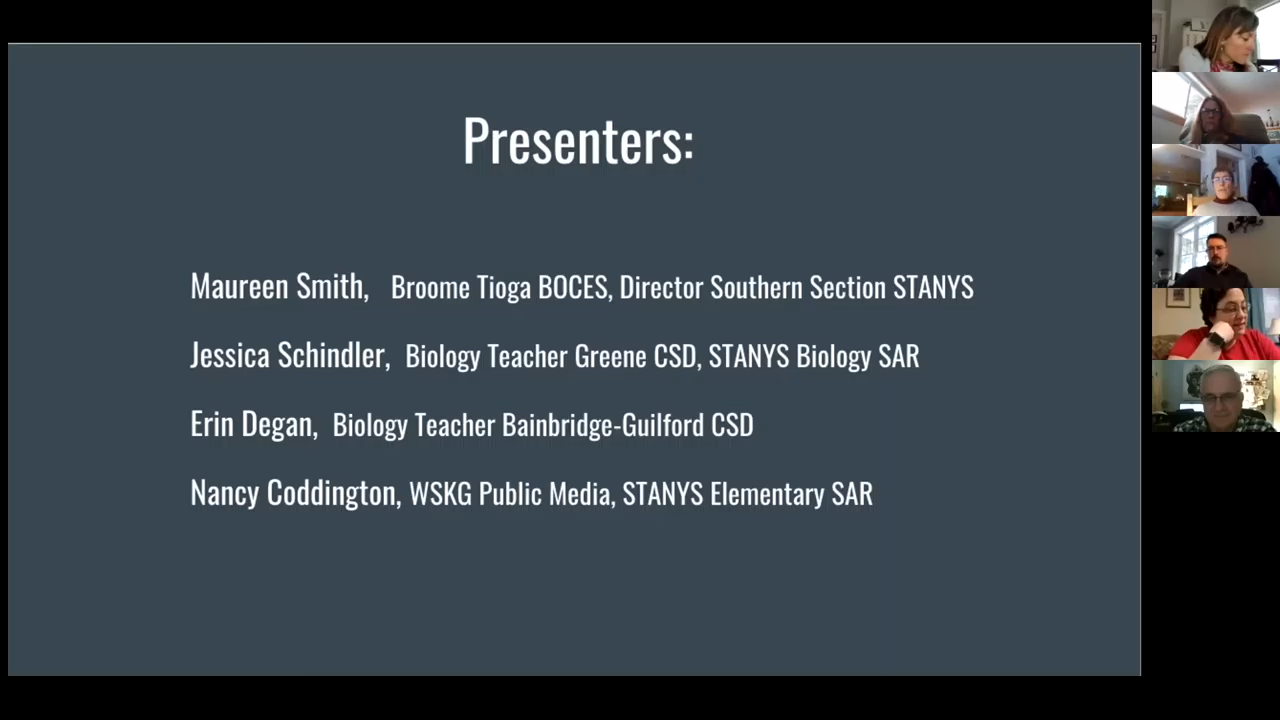 Presenters:
Maureen Smith, Broome Tioga BOCES, Director Southern Section STANYS
Jessica Schindler, Biology Teacher Greene CSD, STANYS Biology SAR
Erin Degan, Biology Teacher Bainbridge-Guilford CSD
Nancy Coddington, WSKG Public Media, STANYS Elementary SAR